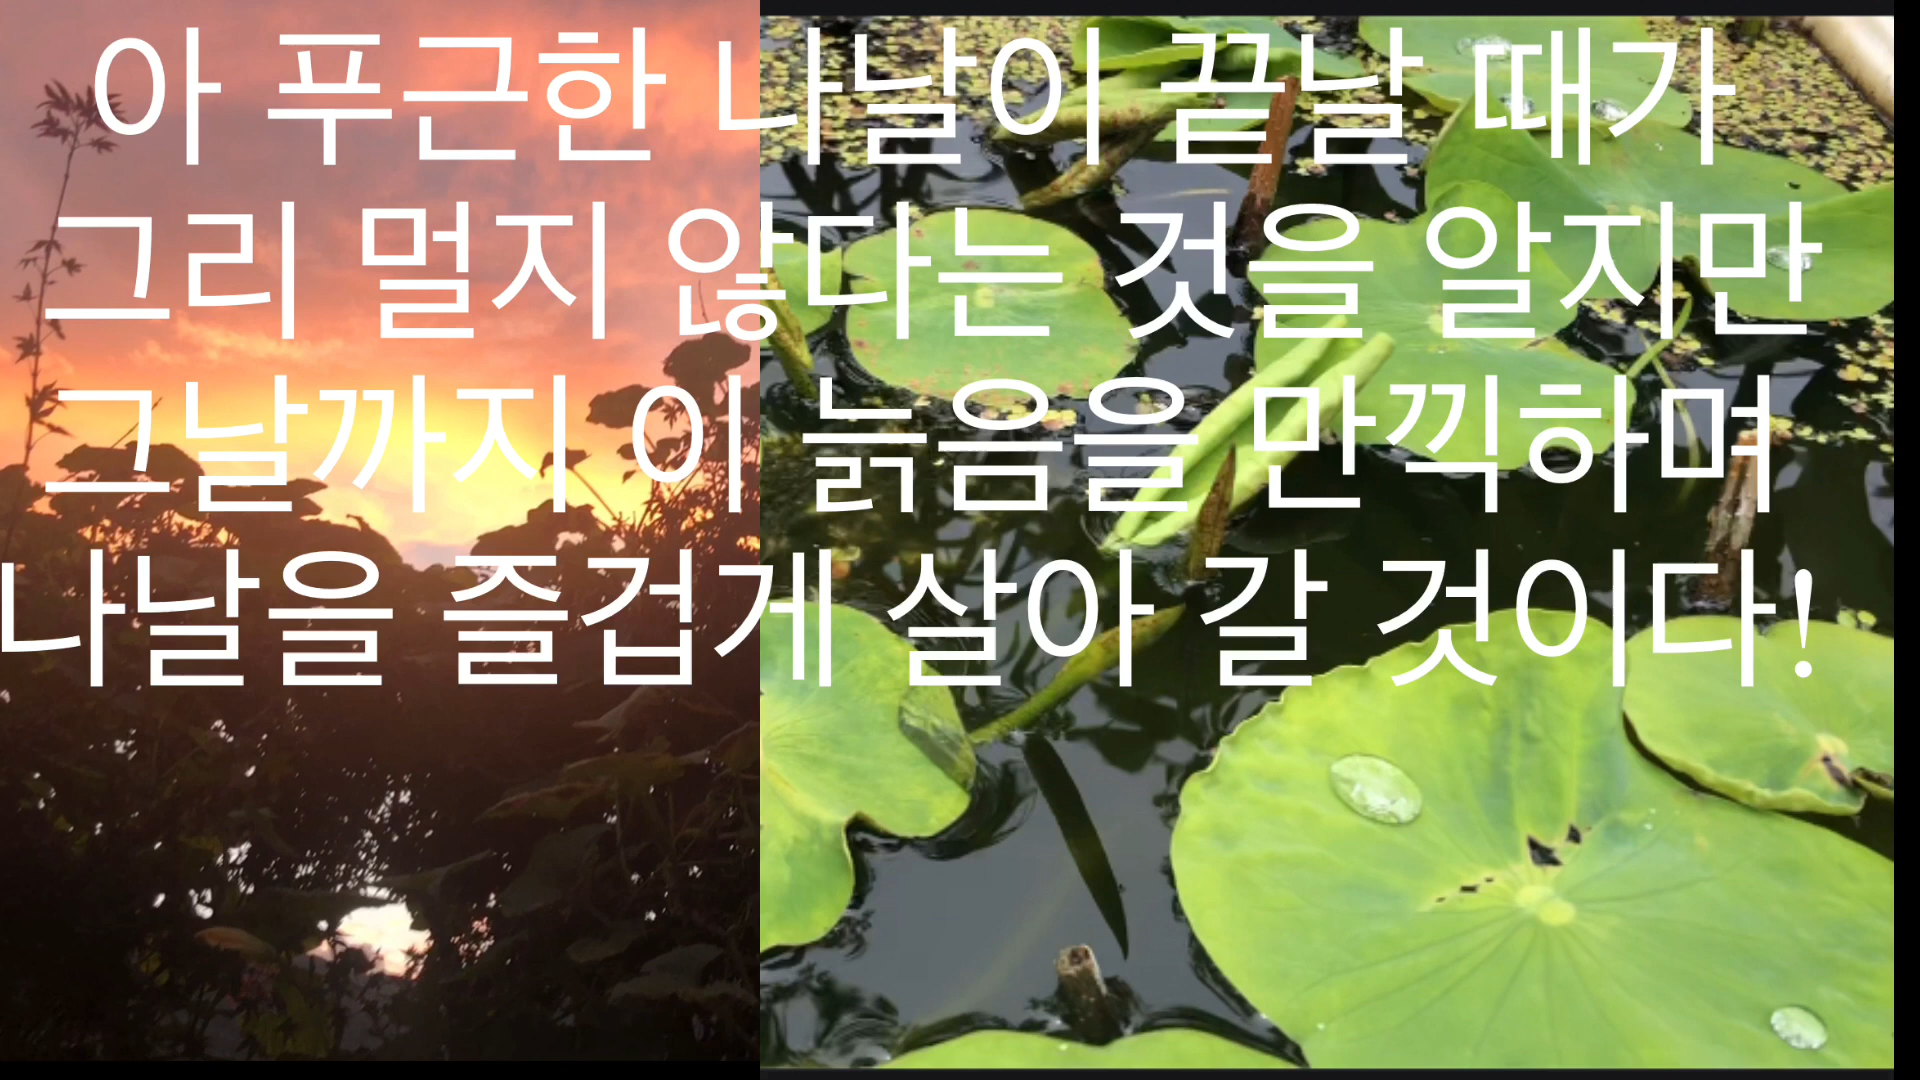 아 푸근한 나날이 끝날 때가
그리 멀지 않다는 것을 알지만
그날까지 이 늙음을 만끽하며
나날을 즐겁게 살아 갈 것이다!